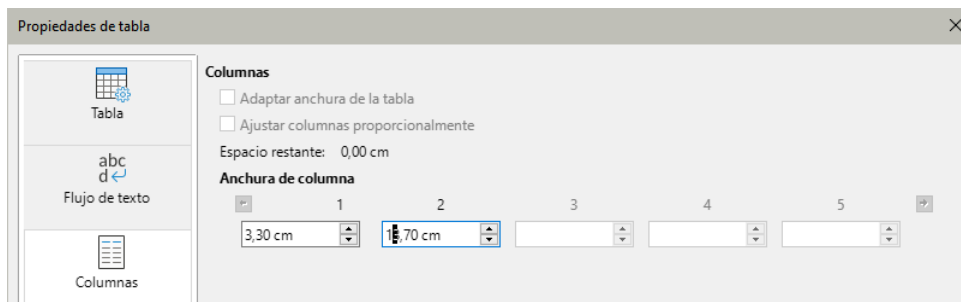 Propiedades de tabla
Tabla
abc
d
Flujo de texto
Columnas
Columnas
Adaptar anchura de la tabla
Ajustar columnas proporcionalmente
Espacio restante: 0,00 cm
Anchura de columna
1 2 3 4 5
3,30 cm